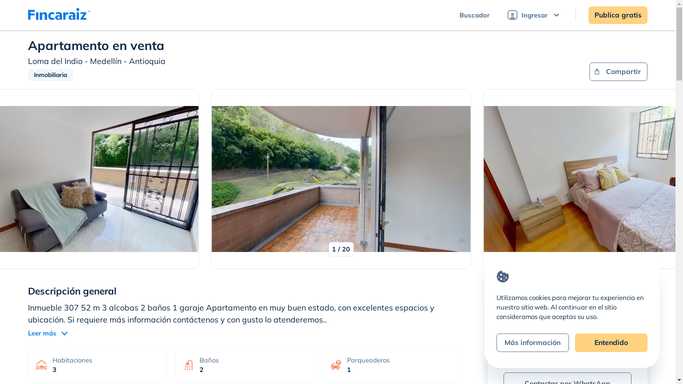 Fincaraiz
Buscador
Ingresar
Publica gratis
Apartamento en venta
Loma del Indio - Medellín - Antioquia
Inmobiliaria
Compartir
1 / 20
Descripción general
Inmueble 307 52 m 3 alcobas 2 baños 1 garaje Apartamento en muy buen estado, con excelentes espacios y
ubicación. Si requiere más información contáctenos y con gusto lo atenderemos..
Leer más
Habitaciones
3
Baños
2
Parqueaderos
1
Utilizamos cookies para mejorar tu experiencia en
nuestro sitio web. Al continuar en el sitio
consideramos que aceptas su uso.
Más información
Entendido
Contactar por WhatsApp